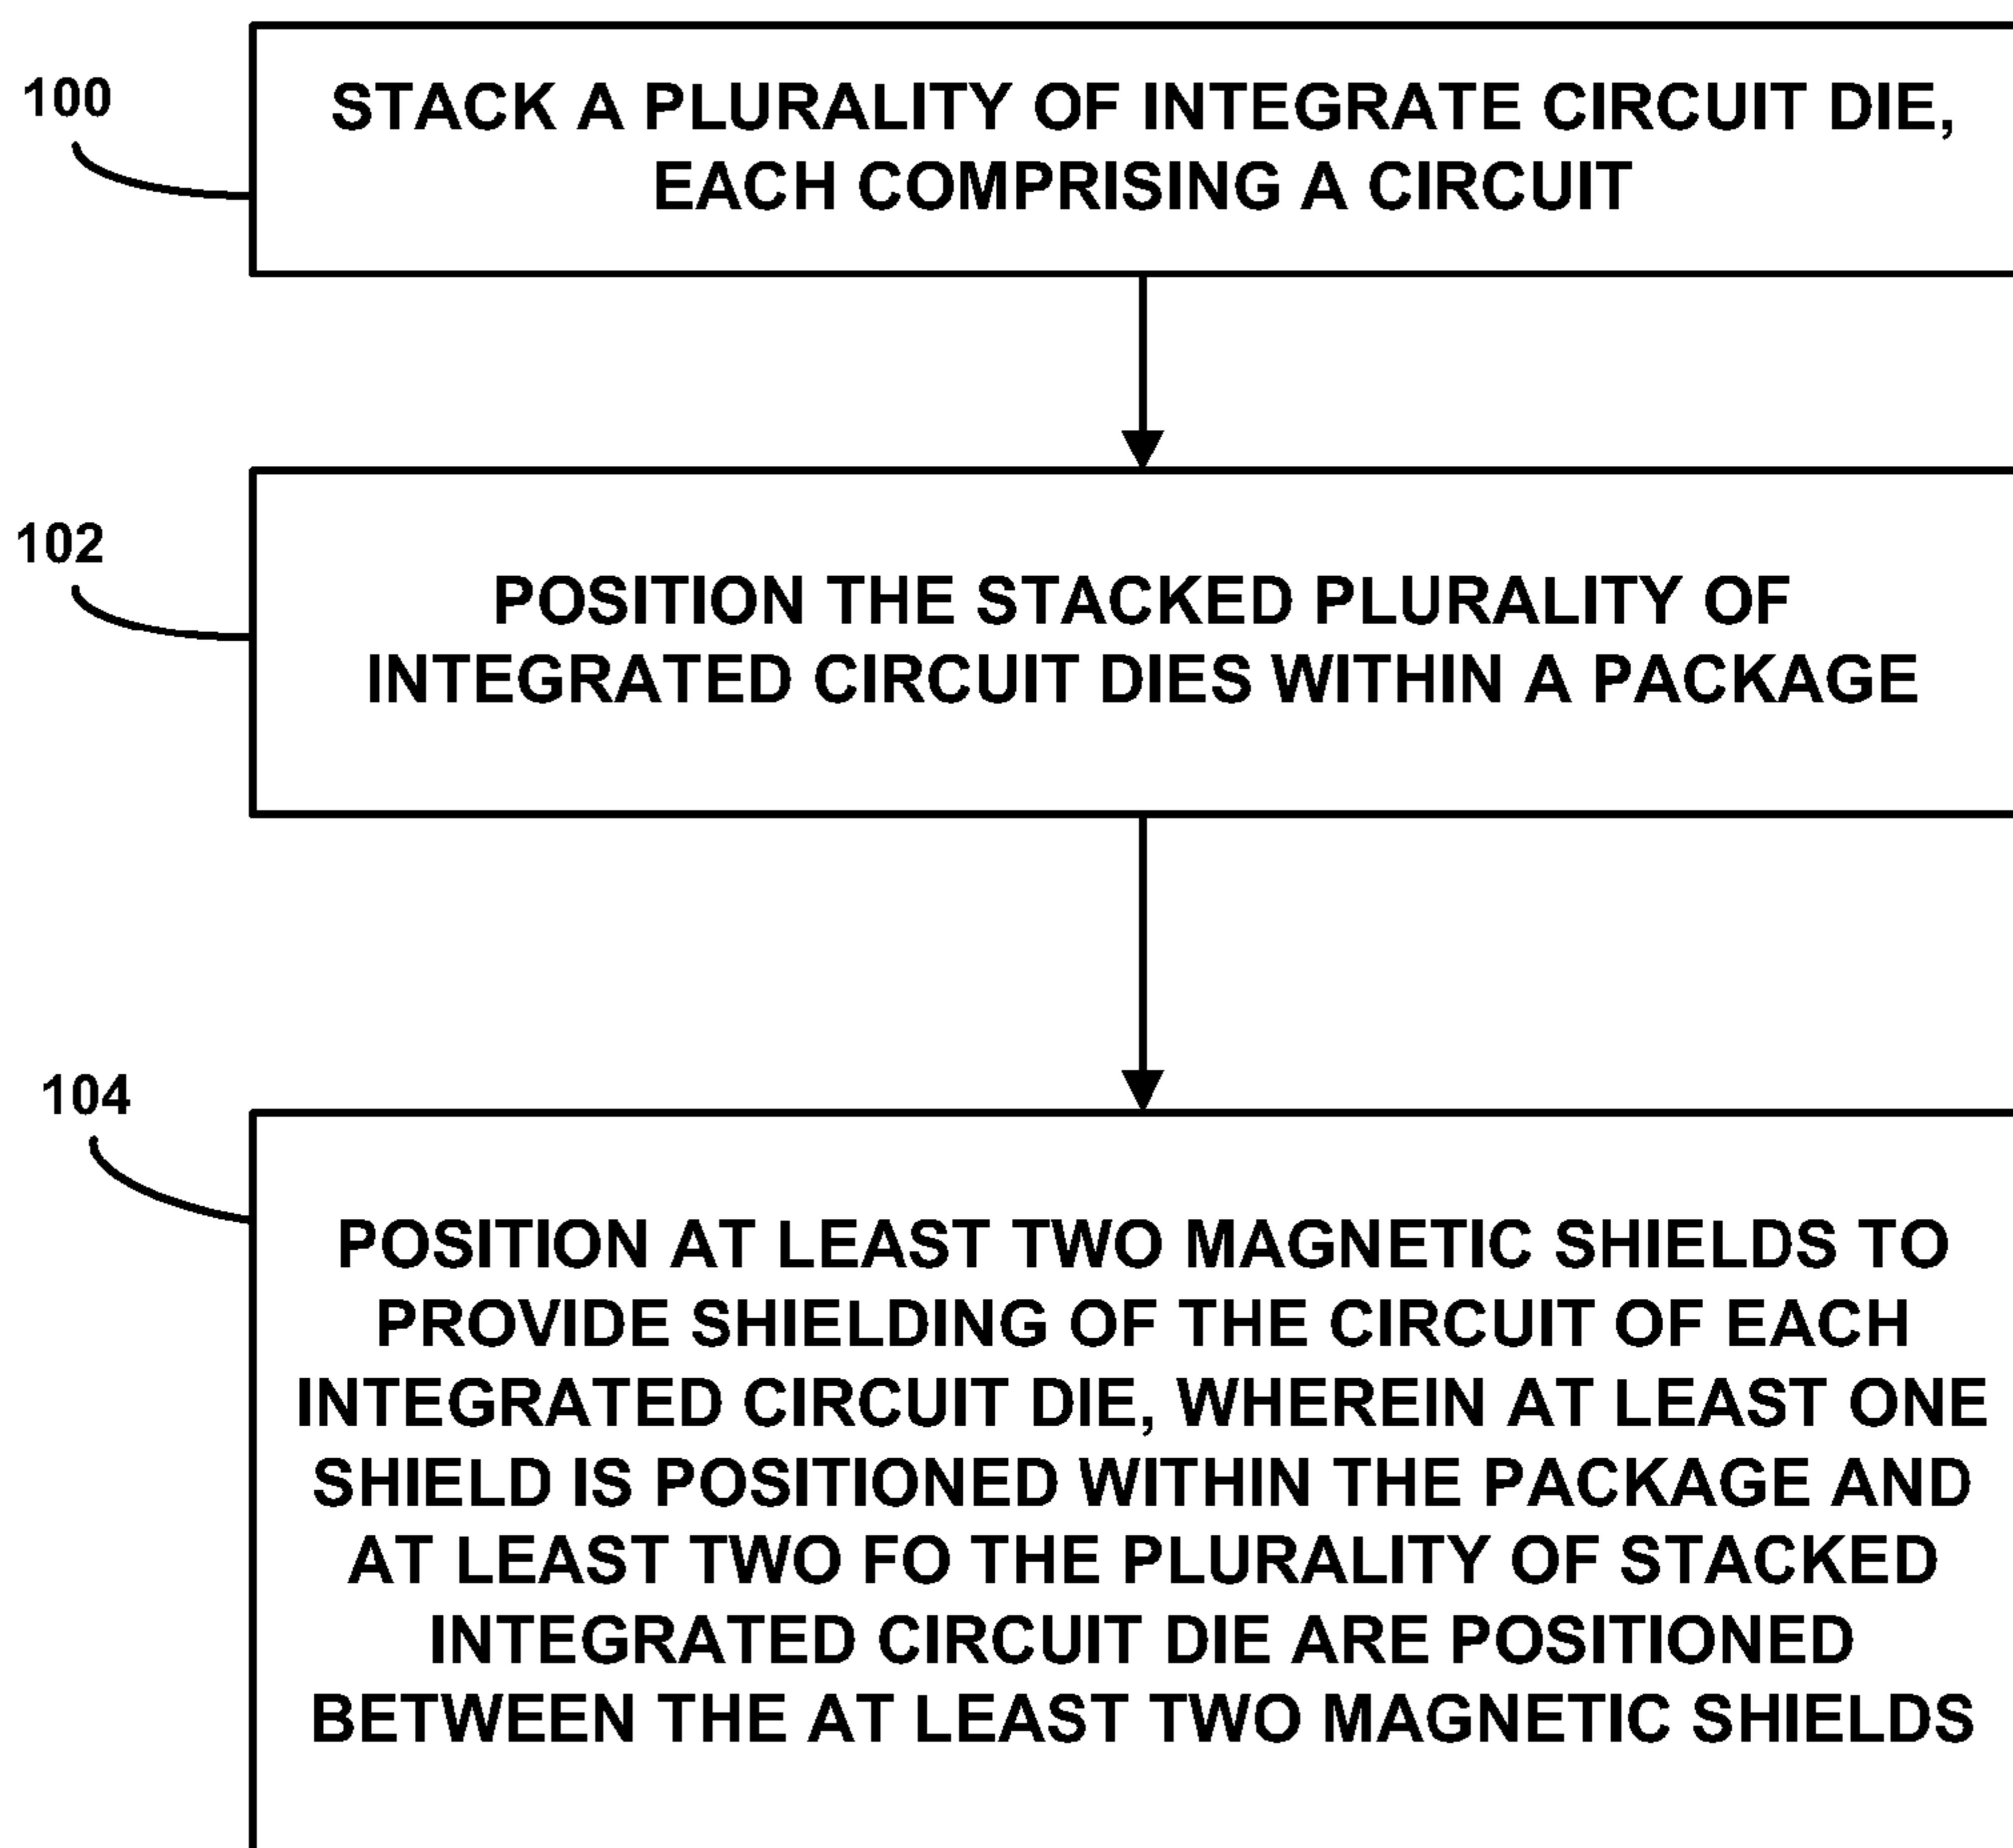 100
STACK A PLURALITY OF INTEGRATE CIRCUIT DIE,
EACH COMPRISING A CIRCUIT
102
POSITION THE STACKED PLURALITY OF
INTEGRATED CIRCUIT DIES WITHIN A PACKAGE
104
POSITION AT LEAST TWO MAGNETIC SHIELDS TO
PROVIDE SHIELDING OF THE CIRCUIT OF EACH
INTEGRATED CIRCUIT DIE, WHEREIN AT LEAST ONE
SHIELD IS POSITIONED WITHIN THE PACKAGE AND
AT LEAST TWO FO THE PLURALITY OF STACKED
INTEGRATED CIRCUIT DIE ARE POSITIONED
BETWEEN THE AT LEAST TWO MAGNETIC SHIELDS